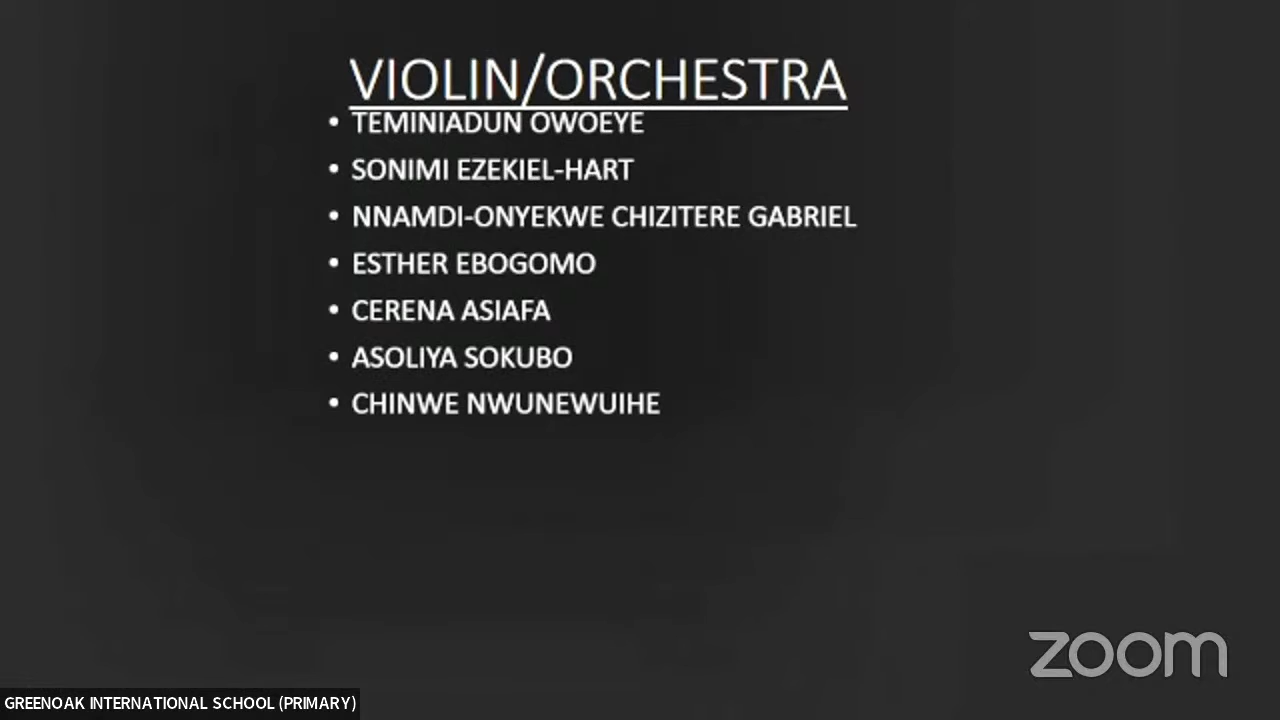 VIOLIN/ORCHESTRA
• TEMINIADUN OWOEYE
• SONIMI EZEKIEL-HART
• NNAMDI-ONYEKWE CHIZITERE GABRIEL
• ESTHER EBOGOMO
• CERENA ASIAFA
• ASOLIYA SOKUBO
• CHINWE NWUNEWUIHE
zoom
GREENOAK INTERNATIONAL SCHOOL (PRIMARY)